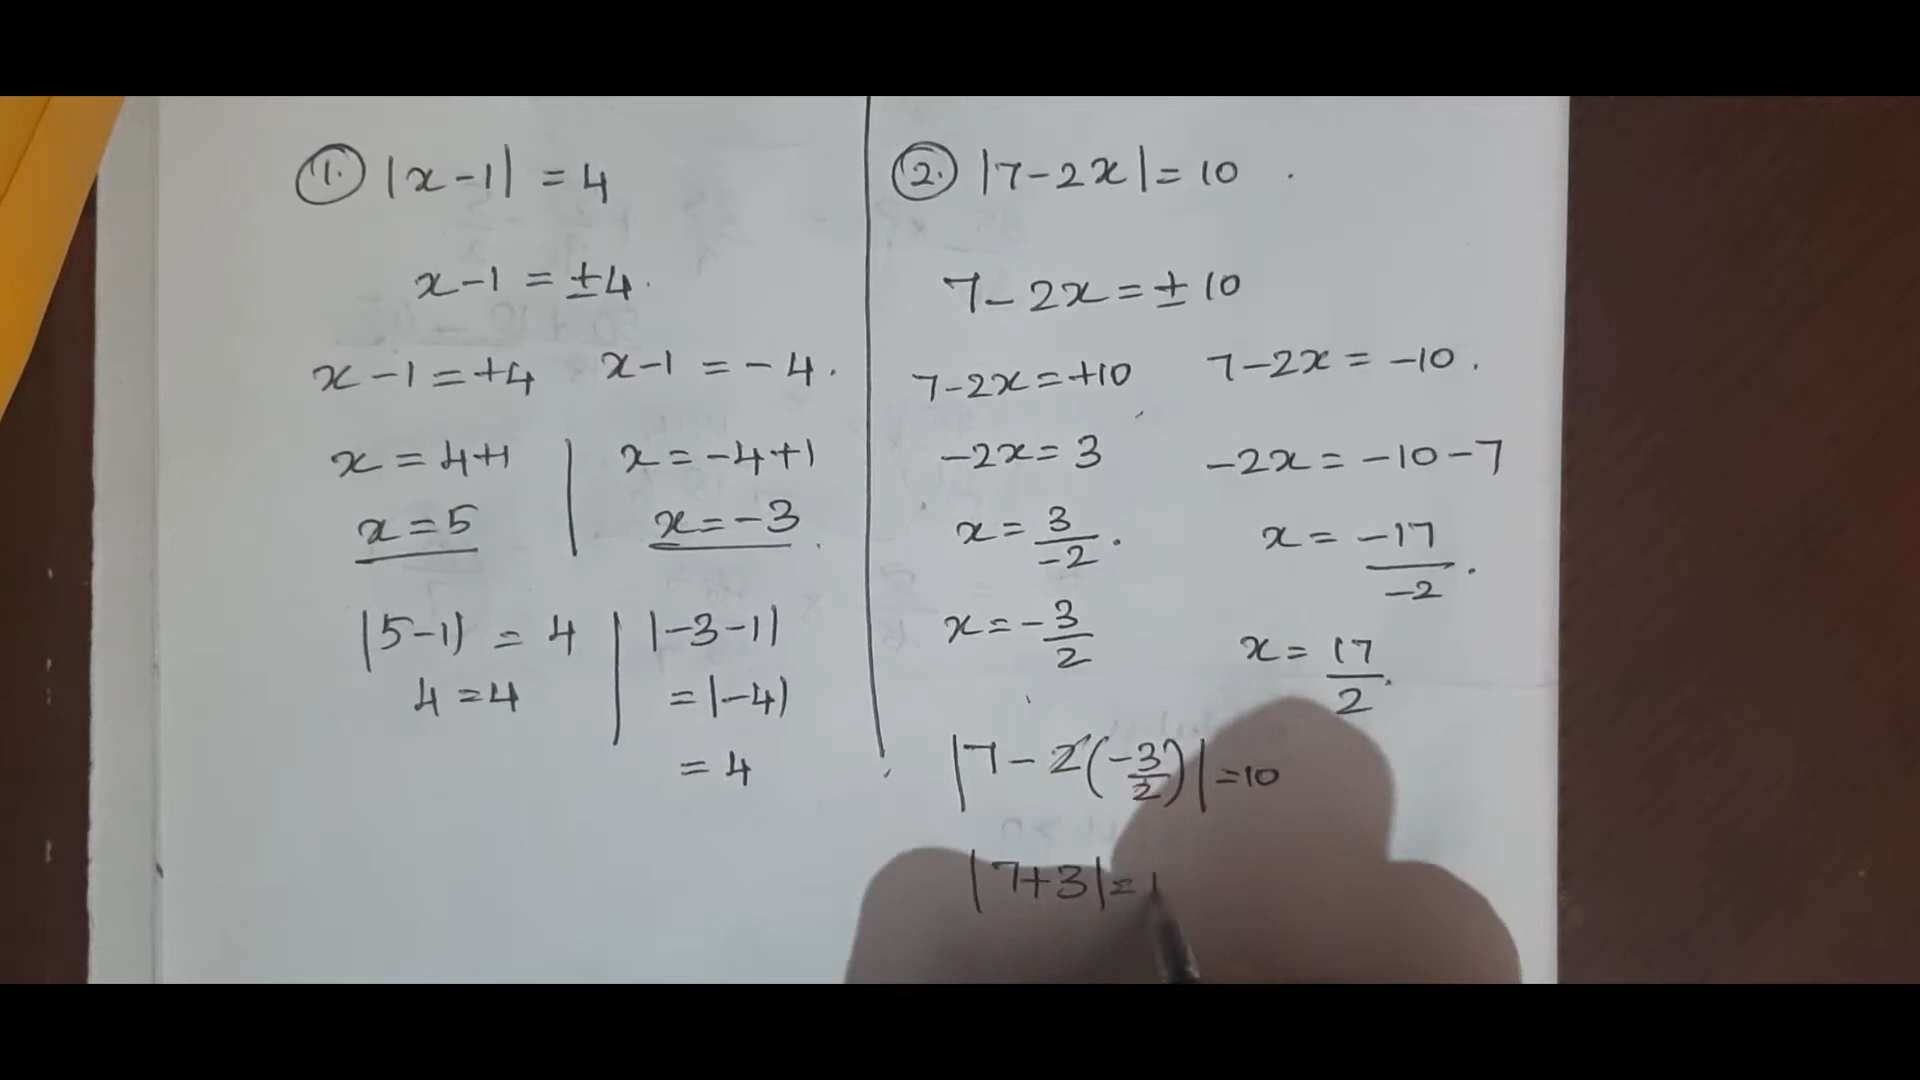 ① |x-1| = 4
x-1 = ±4.
x-1 = +4    x-1 = -4.
x = 4+1    x = -4+1
x = 5    x = -3
|5-1| = 4    |-3-1|
4 = 4    = |-4|
= 4
② |7-2x| = 10
7-2x = ±10
7-2x = +10    7-2x = -10.
-2x = 3    -2x = -10-7
x = 3/-2.    x = -17/-2.
x = -3/2    x = 17/2.
|7-2(-3/2)| = 10
|7+3| = 1